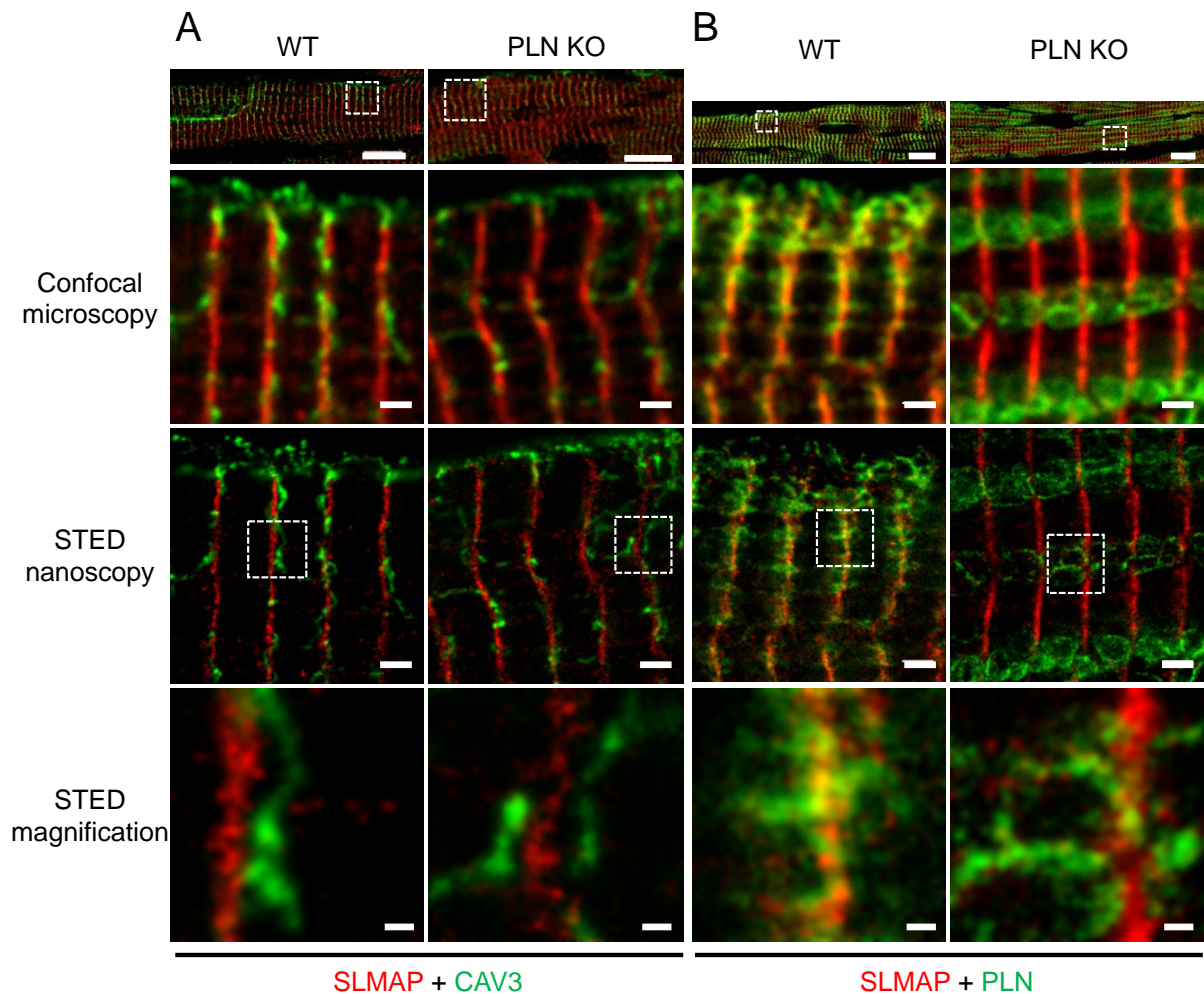 A
B
WT
PLN KO
WT
PLN KO
Confocal
microscopy
STED
nanoscopy
STED
magnification
SLMAP + CAV3
SLMAP + PLN